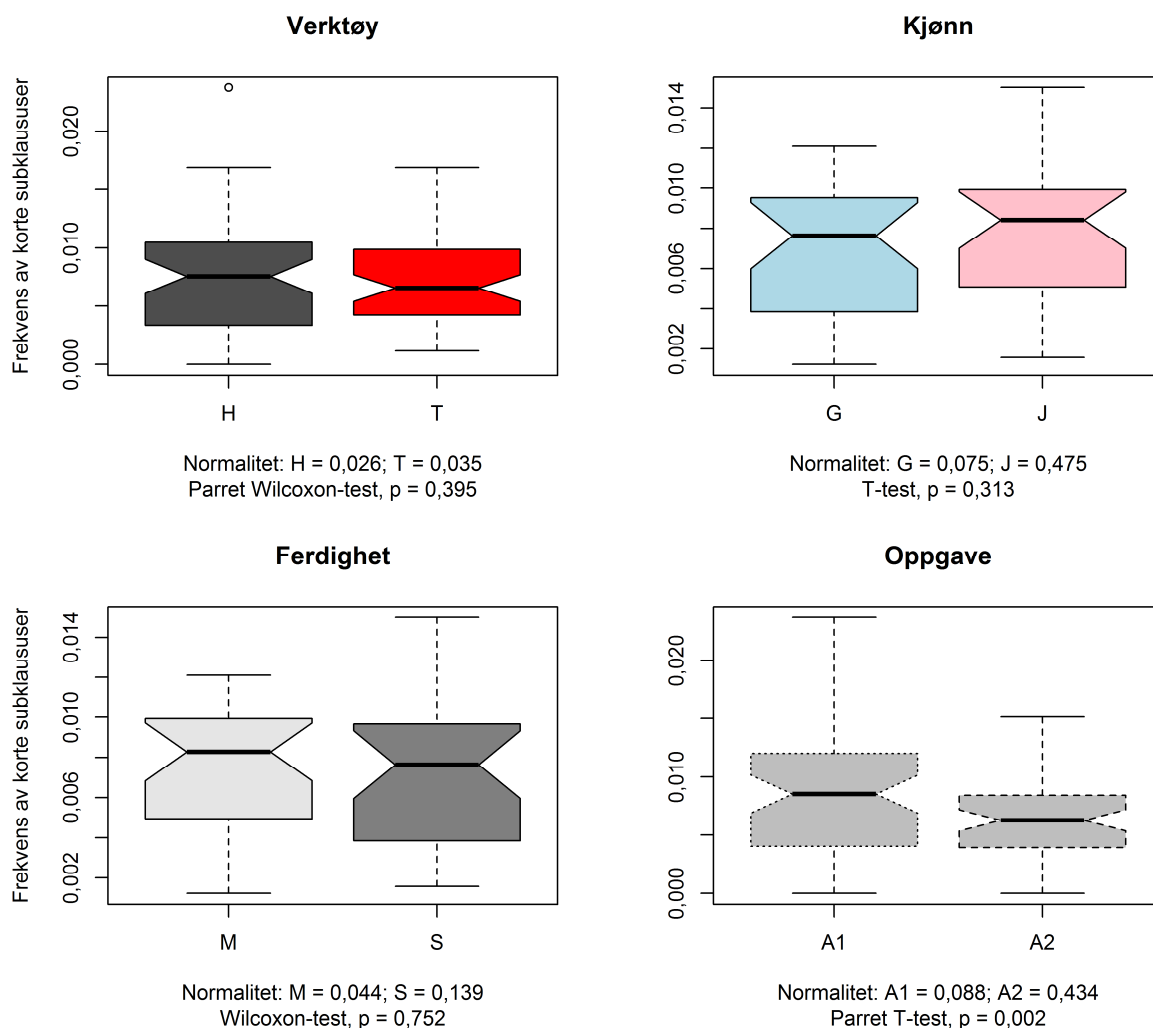 Verktøy
Frekvens av korte subklaususer
0,000
0,010
0,020
H
T
Normalitet: H = 0,026; T = 0,035
Parret Wilcoxon-test, p = 0,395
Kjønn
0,002
0,006
0,010
0,014
G
J
Normalitet: G = 0,075; J = 0,475
T-test, p = 0,313
Ferdighet
Frekvens av korte subklaususer
0,002
0,006
0,010
0,014
M
S
Normalitet: M = 0,044; S = 0,139
Wilcoxon-test, p = 0,752
Oppgave
0,000
0,010
0,020
A1
A2
Normalitet: A1 = 0,088; A2 = 0,434
Parret T-test, p = 0,002